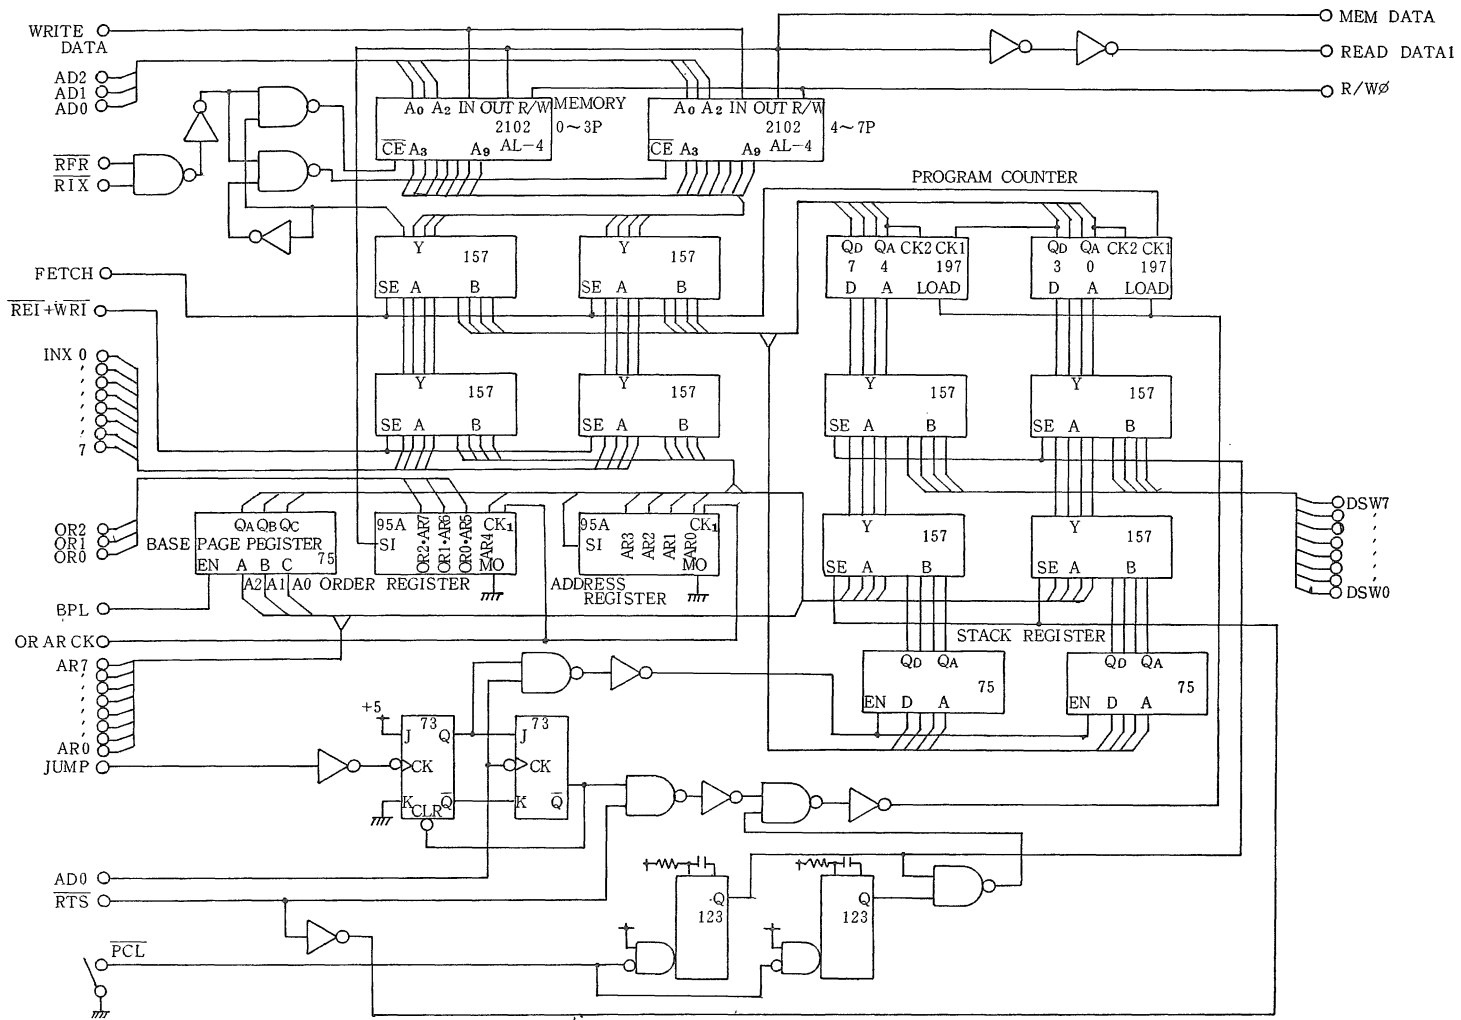 WRITE DATA
AD2
AD1
AD0
RFR
RIX
FETCH
REI+WRI
INX 0
7
OR2
OR1
OR0
BPL
OR AR CK
AR7
AR0
JUMP
AD0
RTS
PCL
MEM DATA
READ DATA1
R/Wø
A0 A2 IN OUT R/W
2102
AL-4
CE A3 A9
MEMORY
0~3P
A0 A2 IN OUT R/W
2102
AL-4
CE A3 A9
4~7P
PROGRAM COUNTER
Y
157
SE A B
Y
157
SE A B
QD QA CK2 CK1
7 4 197
D A LOAD
QD QA CK2 CK1
3 0 197
D A LOAD
Y
157
SE A B
Y
157
SE A B
Y
157
SE A B
Y
157
SE A B
QA QB QC
BASE PAGE PEGISTER
75
EN A B C
A2 A1 A0
95A
SI
OR2•AR7
OR1•AR6
OR0•AR5
AR4
CK1
MO
ORDER REGISTER
95A
SI
AR3
AR2
AR1
AR0
CK1
MO
ADDRESS
REGISTER
Y
157
SE A B
Y
157
SE A B
DSW7
DSW0
STACK REGISTER
QD QA
75
EN D A
QD QA
75
EN D A
+5
73
J Q
CK
K Q
CLR
73
J
CK
K Q
Q
123
Q
123